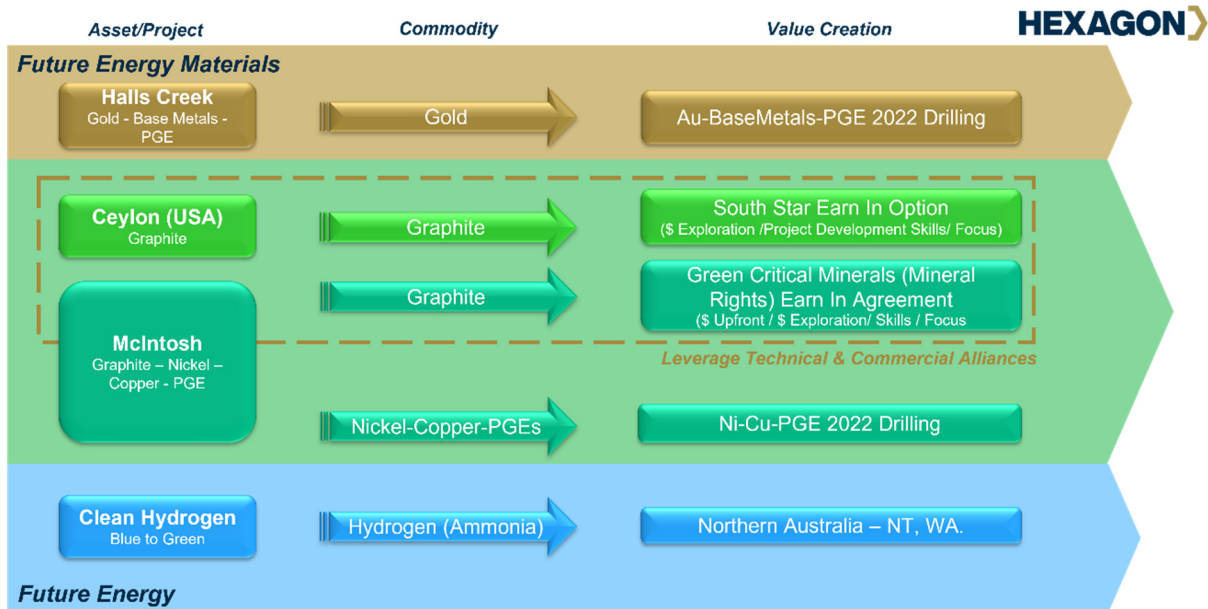 Asset/Project
Commodity
Value Creation
HEXAGON
Future Energy Materials
Halls Creek
Gold - Base Metals -
PGE
Gold
Au-BaseMetals-PGE 2022 Drilling
Ceylon (USA)
Graphite
Graphite
South Star Earn In Option
($ Exploration /Project Development Skills/ Focus)
McIntosh
Graphite – Nickel –
Copper - PGE
Graphite
Green Critical Minerals (Mineral
Rights) Earn In Agreement
($ Upfront / $ Exploration/ Skills / Focus
Leverage Technical & Commercial Alliances
Nickel-Copper-PGEs
Ni-Cu-PGE 2022 Drilling
Clean Hydrogen
Blue to Green
Hydrogen (Ammonia)
Northern Australia – NT, WA.
Future Energy